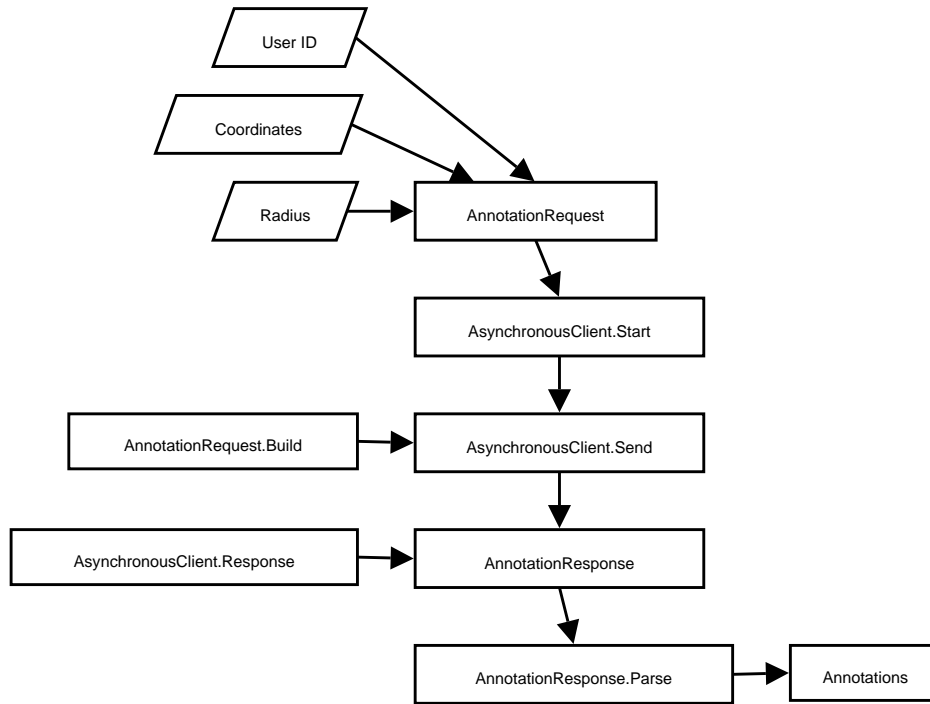 User ID
Coordinates
Radius
AnnotationRequest
AsynchronousClient.Start
AnnotationRequest.Build
AsynchronousClient.Send
AsynchronousClient.Response
AnnotationResponse
AnnotationResponse.Parse
Annotations